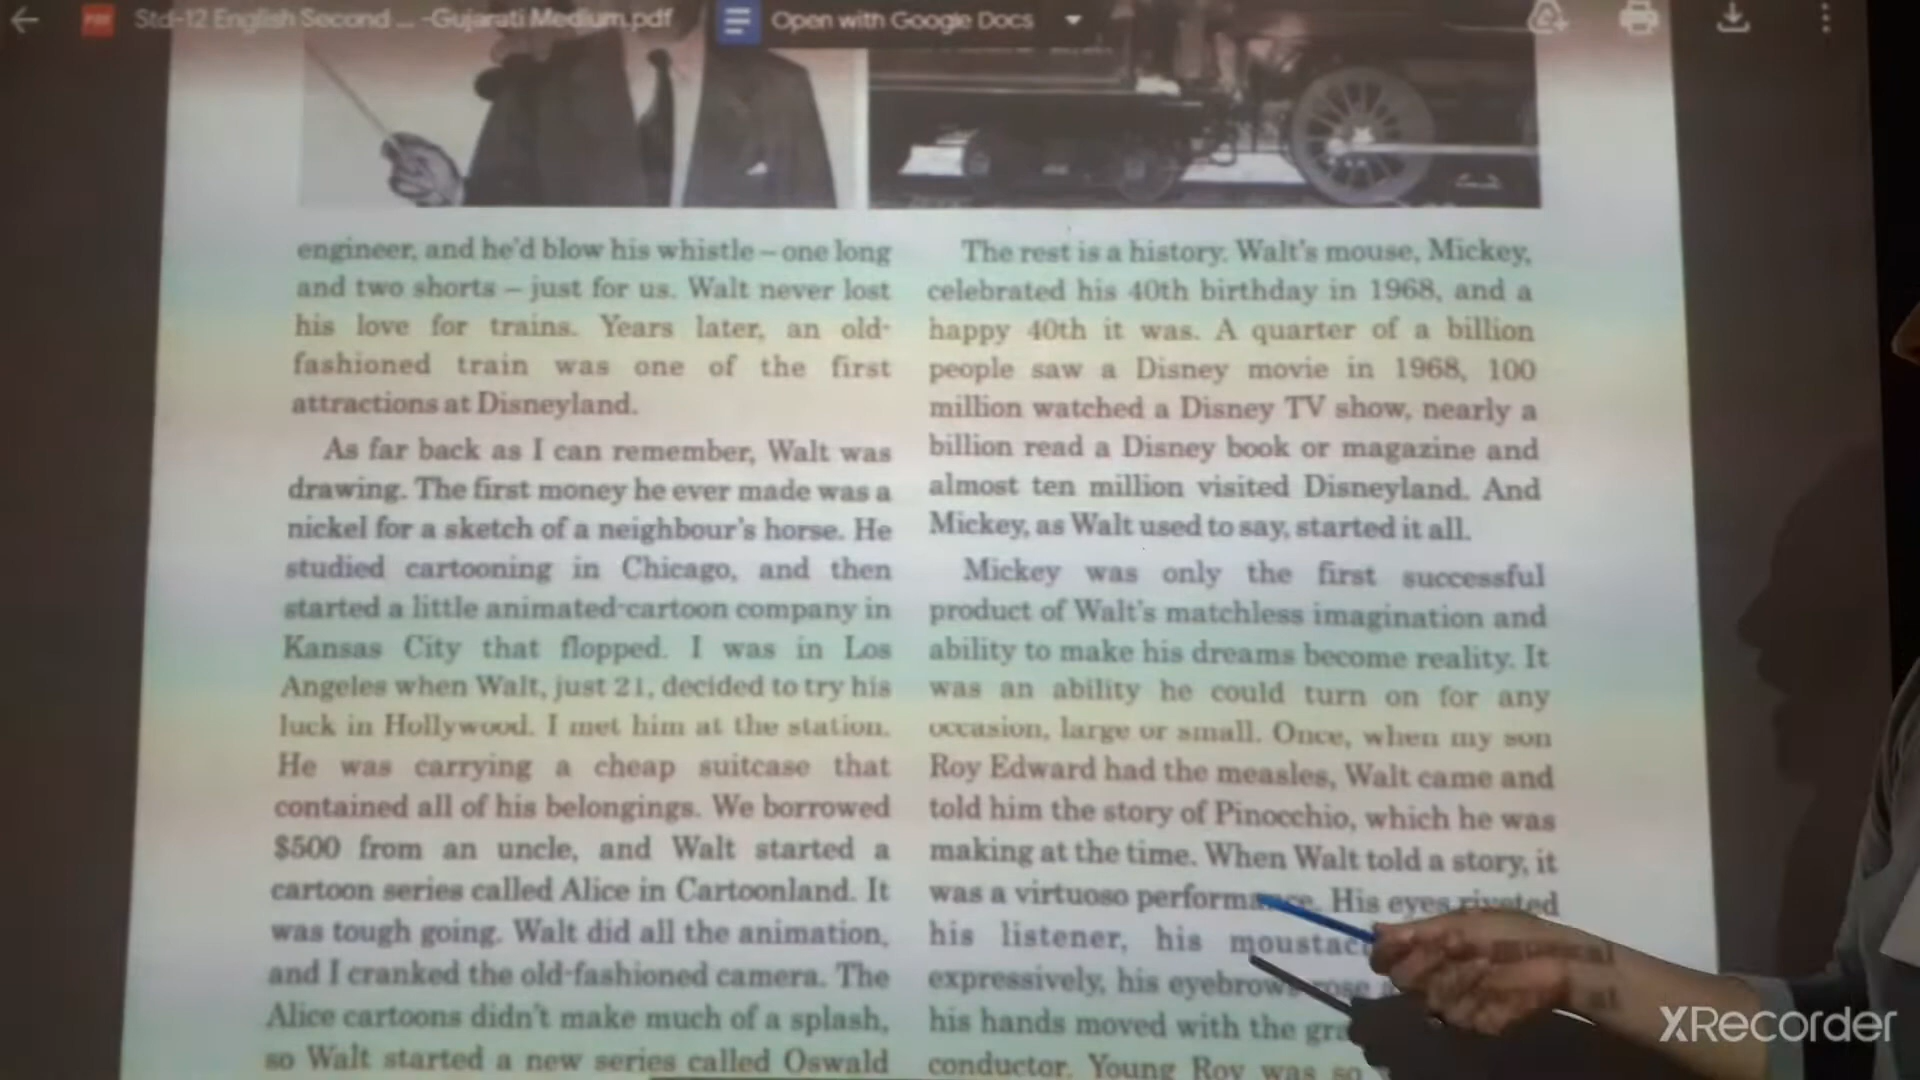 Std-12 English Second ... -Gujarati Medium.pdf
Open with Google Docs
engineer, and he'd blow his whistle – one long
and two shorts – just for us. Walt never lost
his love for trains. Years later, an old-
fashioned train was one of the first
attractions at Disneyland.
As far back as I can remember, Walt was
drawing. The first money he ever made was a
nickel for a sketch of a neighbour's horse. He
studied cartooning in Chicago, and then
started a little animated-cartoon company in
Kansas City that flopped. I was in Los
Angeles when Walt, just 21, decided to try his
luck in Hollywood. I met him at the station.
He was carrying a cheap suitcase that
contained all of his belongings. We borrowed
$500 from an uncle, and Walt started a
cartoon series called Alice in Cartoonland. It
was tough going. Walt did all the animation,
and I cranked the old-fashioned camera. The
Alice cartoons didn't make much of a splash,
so Walt started a new series called Oswald
The rest is a history. Walt's mouse, Mickey,
celebrated his 40th birthday in 1968, and a
happy 40th it was. A quarter of a billion
people saw a Disney movie in 1968, 100
million watched a Disney TV show, nearly a
billion read a Disney book or magazine and
almost ten million visited Disneyland. And
Mickey, as Walt used to say, started it all.
Mickey was only the first successful
product of Walt's matchless imagination and
ability to make his dreams become reality. It
was an ability he could turn on for any
occasion, large or small. Once, when my son
Roy Edward had the measles, Walt came and
told him the story of Pinocchio, which he was
making at the time. When Walt told a story, it
was a virtuoso performance. His eyes riveted
his listener, his
expressively, his eyebrows rose
his hands moved with the
conductor. Young Roy was so
XRecorder